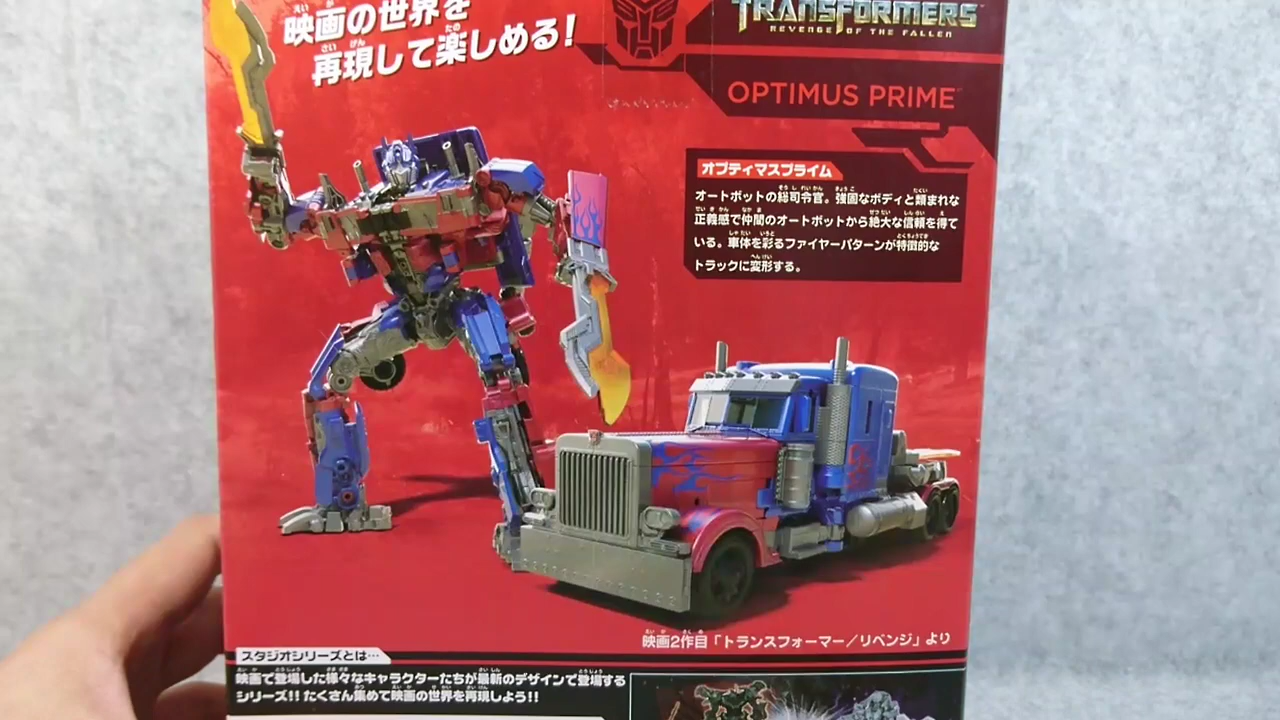 映画の世界を
再現して楽しめる!
TRANSFORMERS
REVENGE OF THE FALLEN
OPTIMUS PRIME
オプティマスプライム
オートボットの総司令官。強固なボディと類まれな
正義感で仲間のオートボットから絶大な信頼を得て
いる。車体を彩るファイヤーパターンが特徴的な
トラックに変形する。
映画2作目「トランスフォーマー/リベンジ」より
スタジオシリーズとは…
映画で登場した様々なキャラクターたちが最新のデザインで登場する
シリーズ!! たくさん集めて映画の世界を再現しよう!!